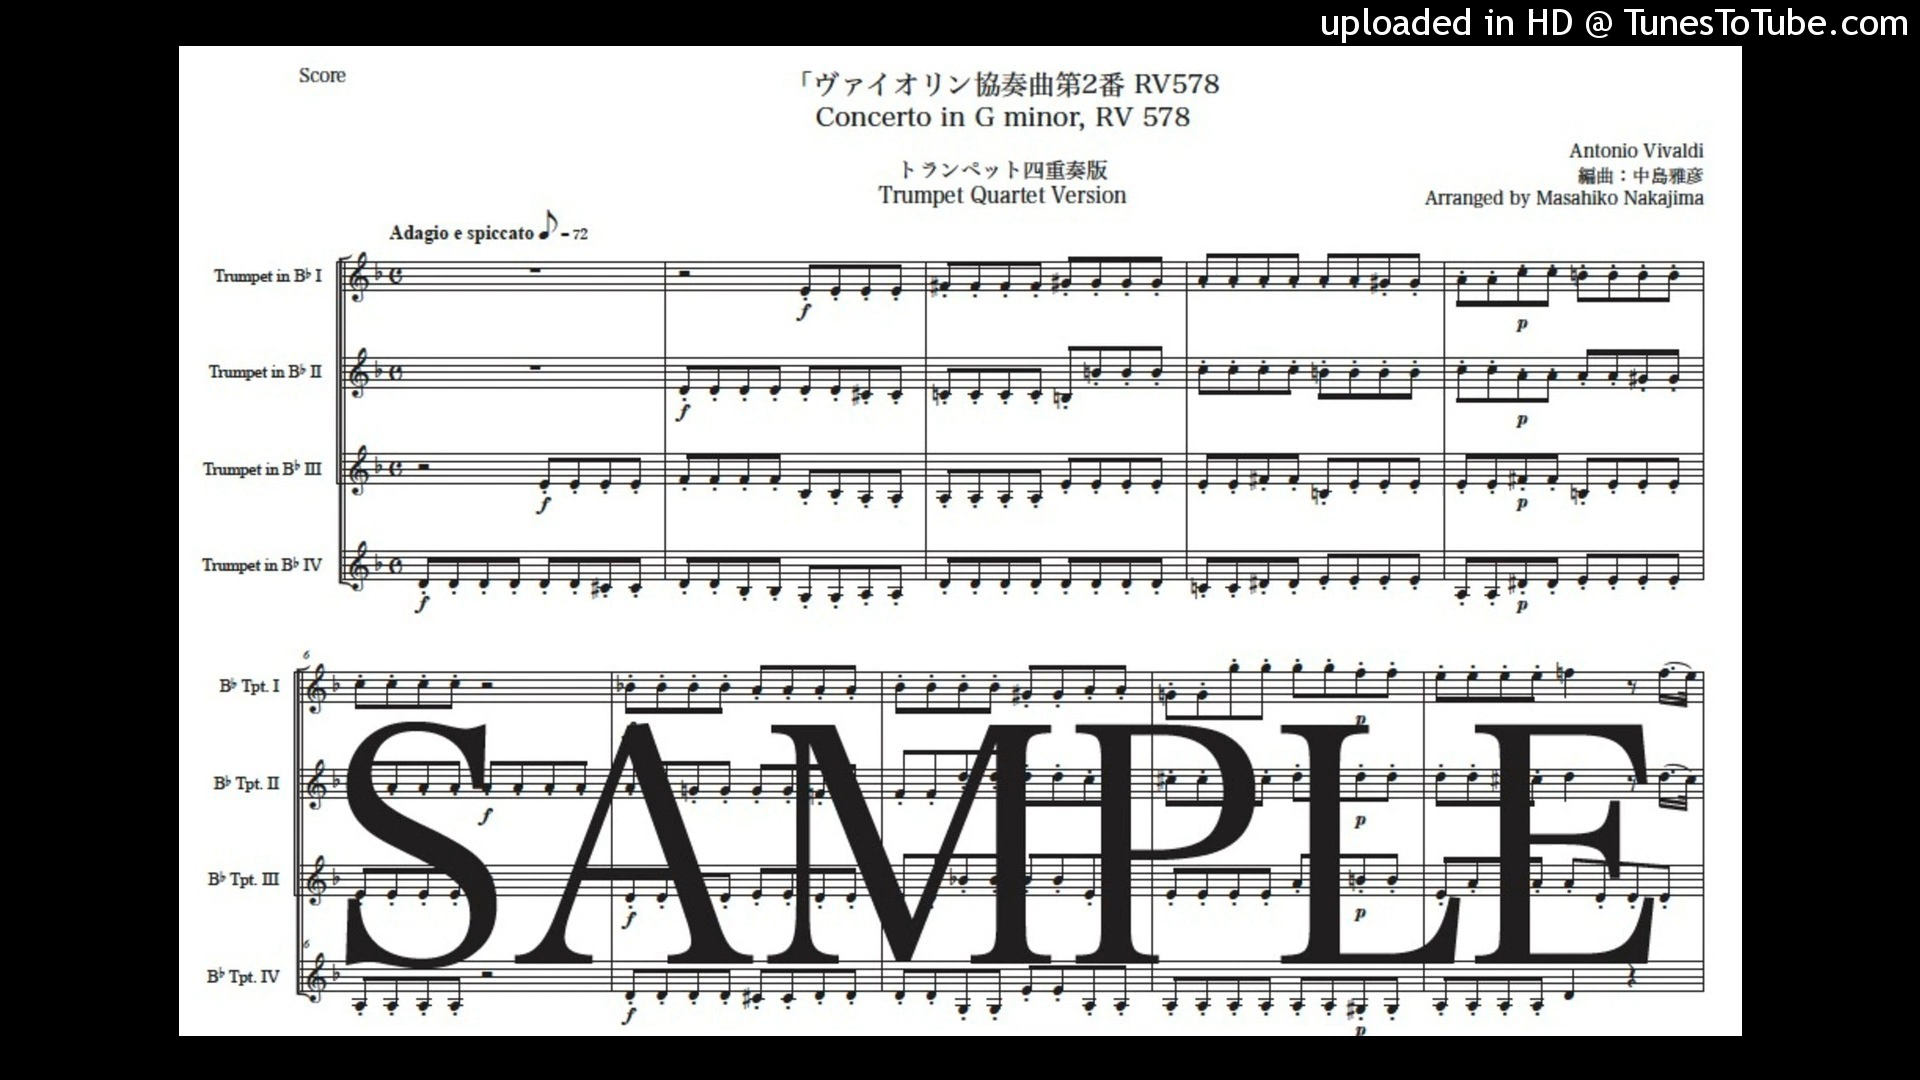 uploaded in HD @ TunesToTube.com
Score
「ヴァイオリン協奏曲第2番 RV578
Concerto in G minor, RV 578
トランペット四重奏版
Trumpet Quartet Version
Antonio Vivaldi
編曲：中島雅彦
Arranged by Masahiko Nakajima
Adagio e spiccato ♪=72
Trumpet in B♭ I
f
p
Trumpet in B♭ II
f
p
Trumpet in B♭ III
f
p
Trumpet in B♭ IV
f
p
6
B♭ Tpt. I
p
SAMPLE
B♭ Tpt. II
f
p
B♭ Tpt. III
f
p
6
B♭ Tpt. IV
f
p